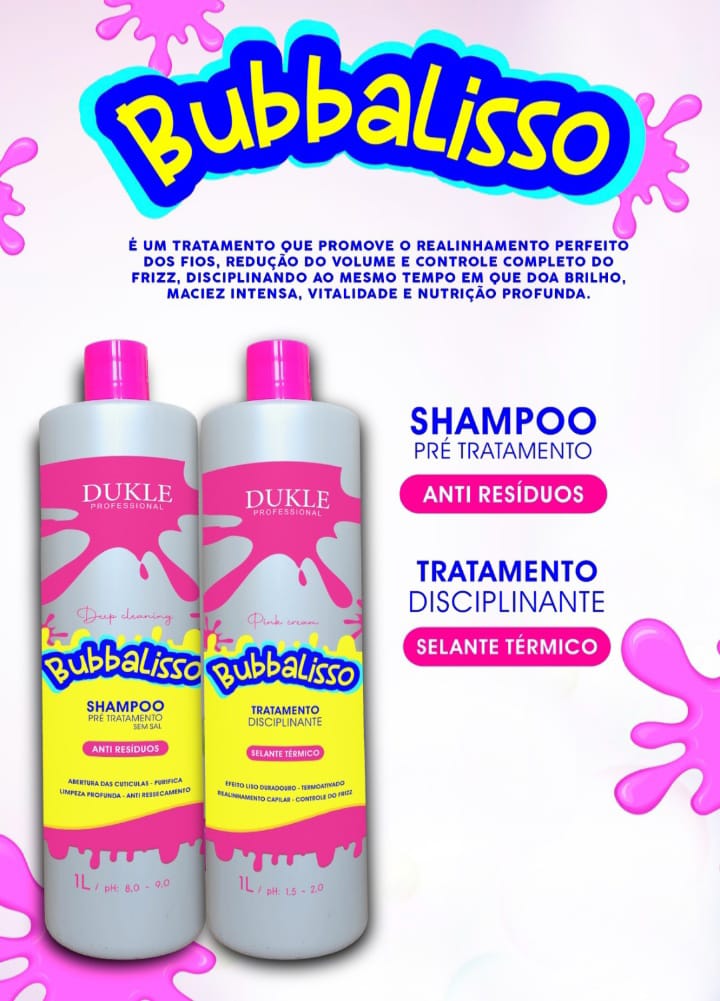 Bubbalisso
É UM TRATAMENTO QUE PROMOVE O REALINHAMENTO PERFEITO
DOS FIOS, REDUÇÃO DO VOLUME E CONTROLE COMPLETO DO
FRIZZ, DISCIPLINANDO AO MESMO TEMPO EM QUE DOA BRILHO,
MACIEZ INTENSA, VITALIDADE E NUTRIÇÃO PROFUNDA.
DUKLE
PROFESSIONAL
Deep cleaning
Bubbalisso
SHAMPOO
PRÉ TRATAMENTO
SEM SAL
ANTI RESÍDUOS
ABERTURA DAS CUTICULAS - PURIFICA
LIMPEZA PROFUNDA - ANTI RESSECAMENTO
1L / pH: 8.0 - 9.0
DUKLE
PROFESSIONAL
Pink cream
Bubbalisso
TRATAMENTO
DISCIPLINANTE
SELANTE TÉRMICO
EFEITO LISO DURADOURO - TERMOATIVADO
REALINHAMENTO CAPILAR - CONTROLE DO FRIZZ
1L / pH: 1.5 - 2.0
SHAMPOO
PRÉ TRATAMENTO
ANTI RESÍDUOS
TRATAMENTO
DISCIPLINANTE
SELANTE TÉRMICO